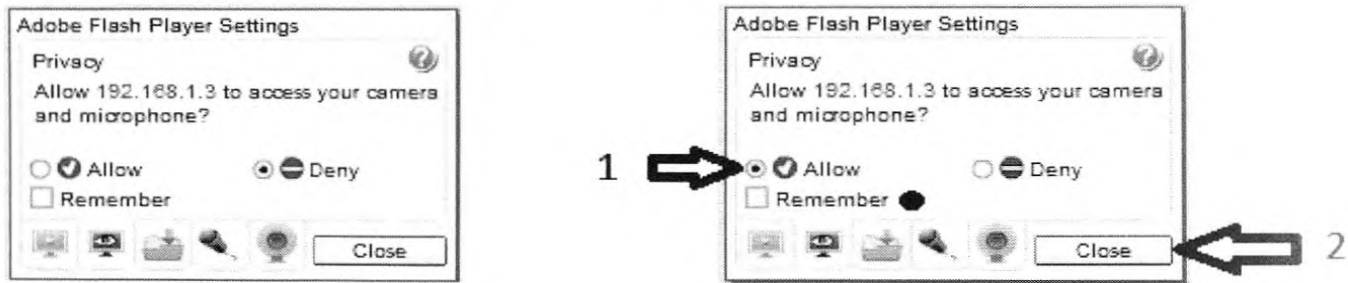 Adobe Flash Player Settings
Privacy
Allow 192.168.1.3 to access your camera
and microphone?
Allow Deny
Remember
Close
Adobe Flash Player Settings
Privacy
Allow 192.168.1.3 to access your camera
and microphone?
1 Allow Deny
Remember
Close 2